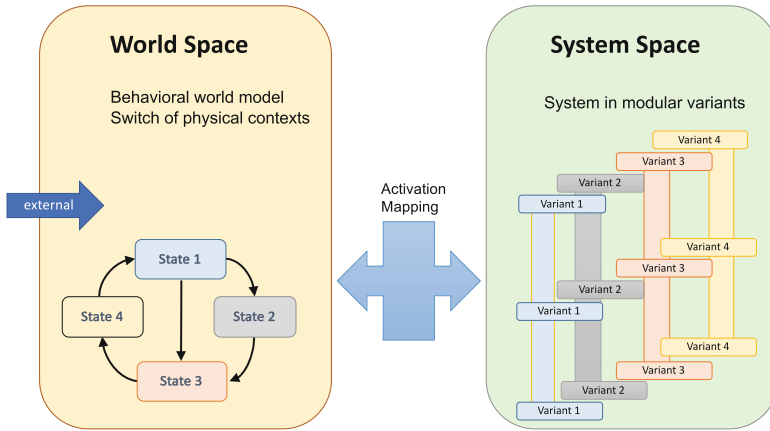 World Space
Behavioral world model
Switch of physical contexts
external
State 1
State 4
State 2
State 3
Activation
Mapping
System Space
System in modular variants
Variant 4
Variant 3
Variant 2
Variant 1
Variant 4
Variant 3
Variant 2
Variant 1
Variant 4
Variant 3
Variant 2
Variant 1